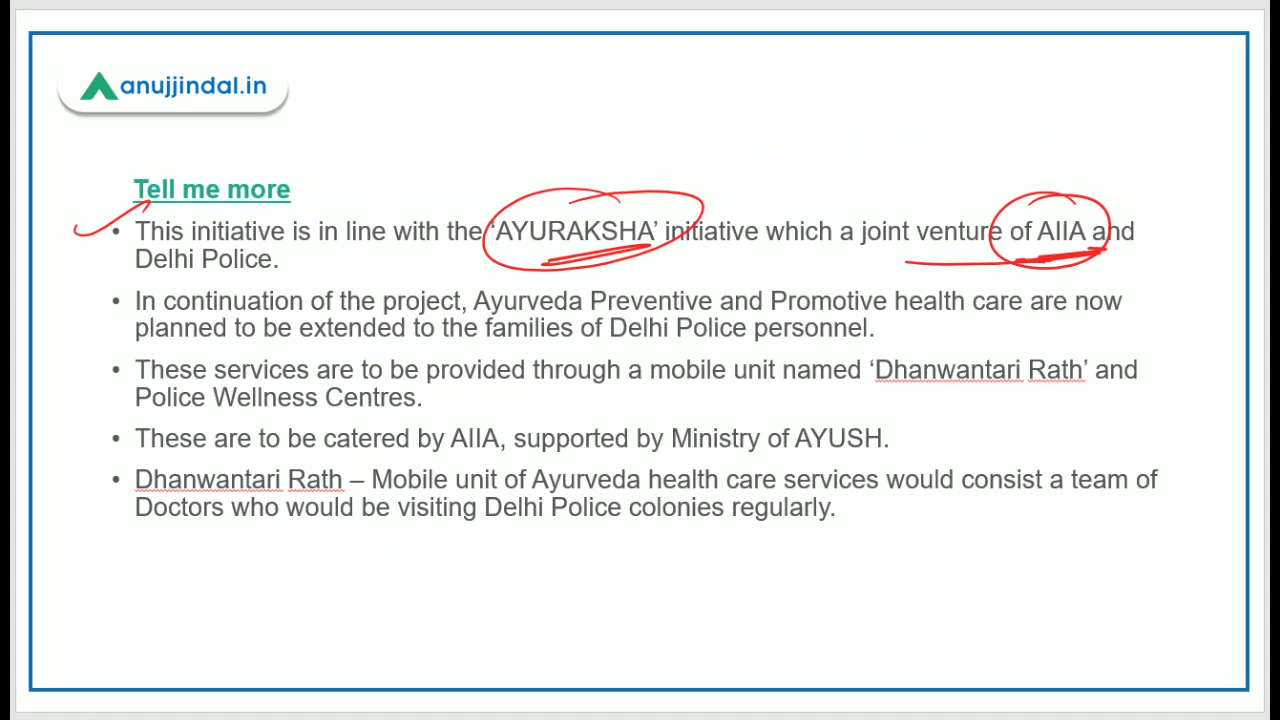 anujjindal.in
Tell me more
• This initiative is in line with the ‘AYURAKSHA’ initiative which a joint venture of AIIA and
Delhi Police.
• In continuation of the project, Ayurveda Preventive and Promotive health care are now
planned to be extended to the families of Delhi Police personnel.
• These services are to be provided through a mobile unit named ‘Dhanwantari Rath’ and
Police Wellness Centres.
• These are to be catered by AIIA, supported by Ministry of AYUSH.
• Dhanwantari Rath – Mobile unit of Ayurveda health care services would consist a team of
Doctors who would be visiting Delhi Police colonies regularly.